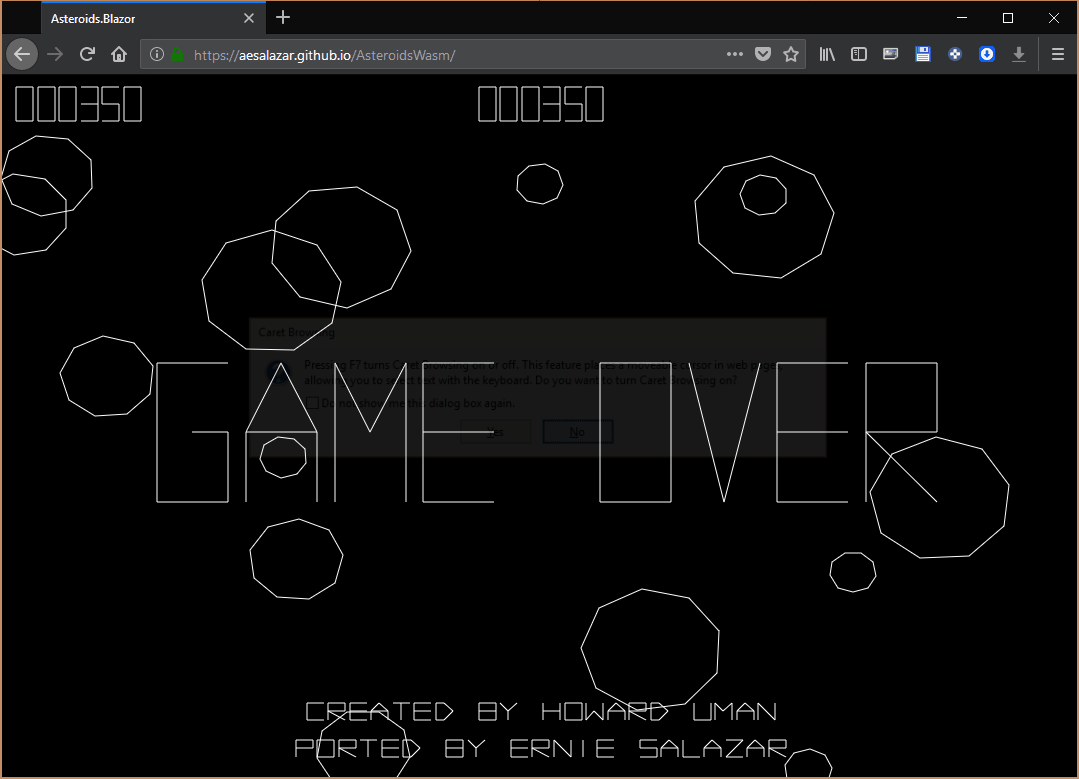 Asteroids.Blazor
https://aesalazar.github.io/AsteroidsWasm/
000350 000350
Caret Browsing
Pressing F7 turns Caret Browsing on or off. This feature places a moveable cursor in web pages,
allowing you to select text with the keyboard. Do you want to turn Caret Browsing on?
Do not show me this dialog box again.
Yes No
GAME OVER
CREATED BY HOWARD UMAN
PORTED BY ERNIE SALAZAR